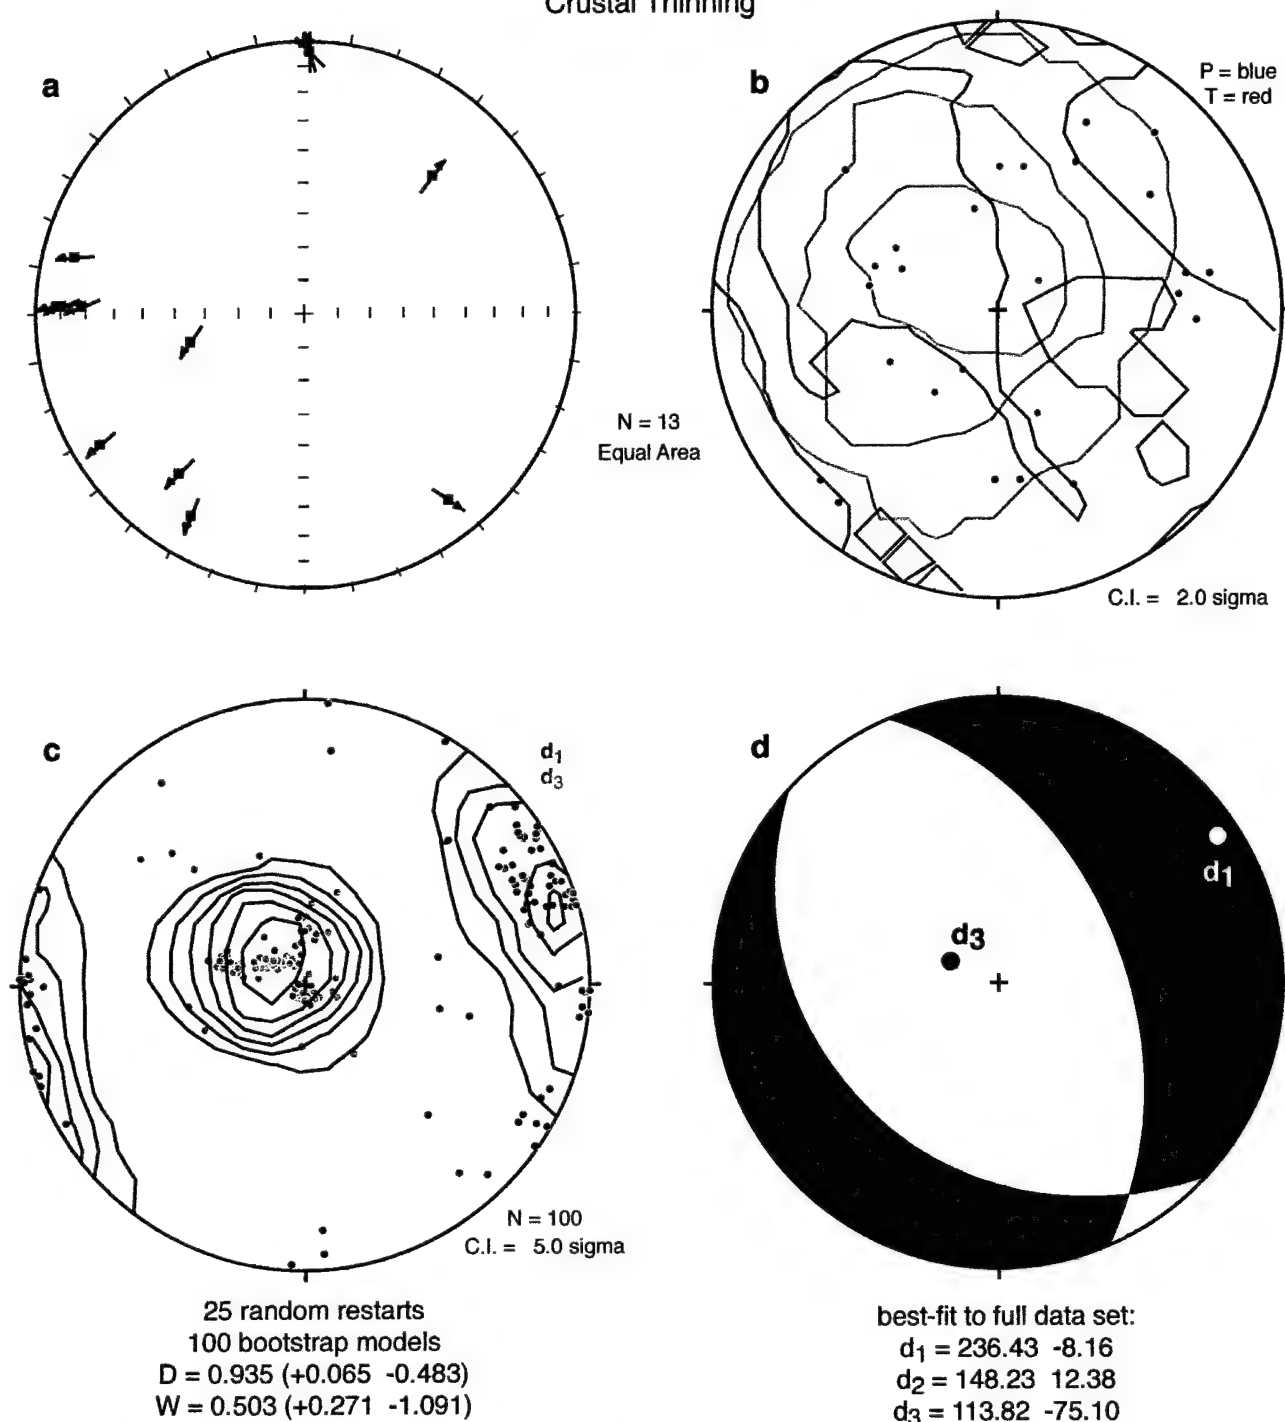 Crustal Thinning
a
b
P = blue
T = red
N = 13
Equal Area
C.I. = 2.0 sigma
c
d1
d3
d
d1
d3
N = 100
C.I. = 5.0 sigma
25 random restarts
100 bootstrap models
D = 0.935 (+0.065 -0.483)
W = 0.503 (+0.271 -1.091)
best-fit to full data set:
d1 = 236.43 -8.16
d2 = 148.23 12.38
d3 = 113.82 -75.10